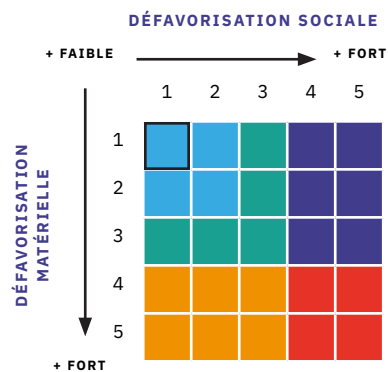 DÉFAVORISATION SOCIALE
+ FAIBLE
+ FORT
1 2 3 4 5
DÉFAVORISATION
MATÉRIELLE
1
2
3
4
5
+ FORT